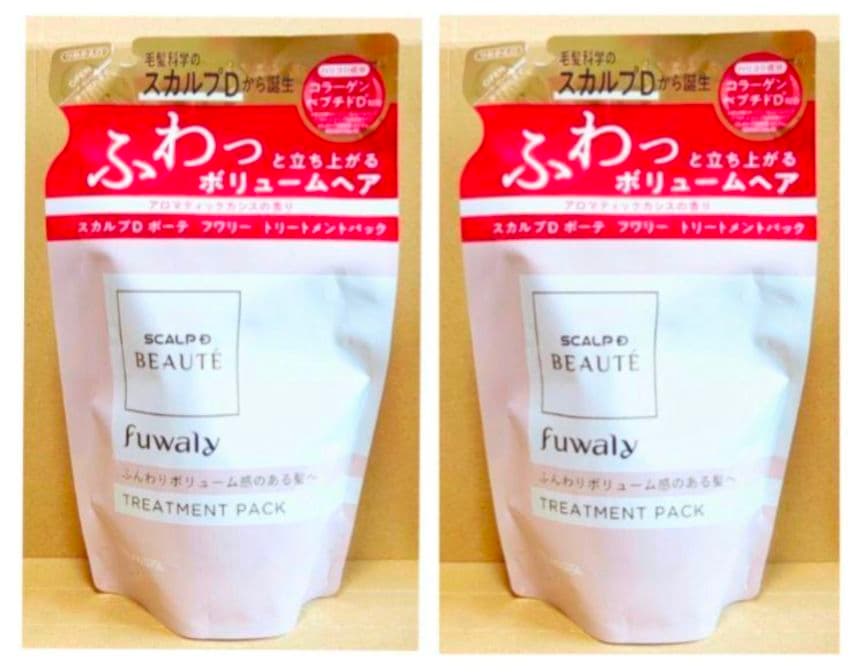 毛髪科学の
スカルプDから誕生
コラーゲン
ペプチドD
ふわっと立ち上がる
ボリュームヘア
アロマティックカシスの香り
スカルプD ボーテ フワリー トリートメントパック
SCALP D
BEAUTÉ
fuwaly
ふんわりボリューム感のある髪へ
TREATMENT PACK
毛髪科学の
スカルプDから誕生
コラーゲン
ペプチドD
ふわっと立ち上がる
ボリュームヘア
アロマティックカシスの香り
スカルプD ボーテ フワリー トリートメントパック
SCALP D
BEAUTÉ
fuwaly
ふんわりボリューム感のある髪へ
TREATMENT PACK